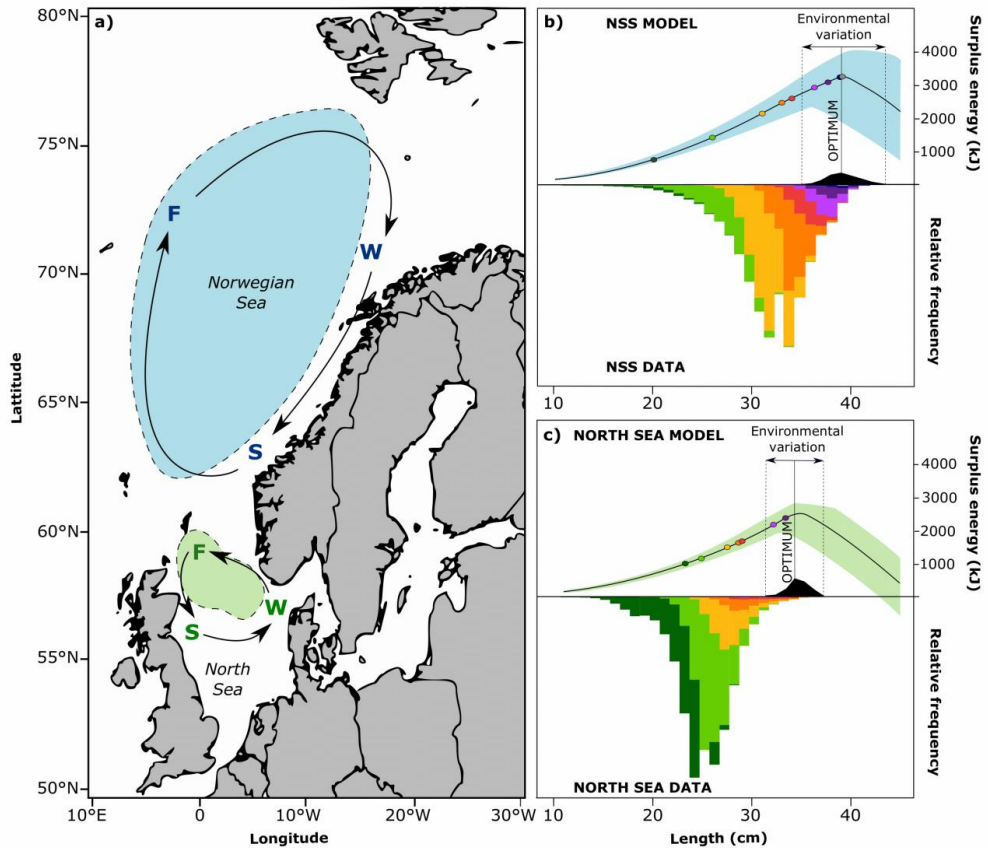 a)
80°N
75°N
70°N
65°N
60°N
55°N
50°N
Lattitude
10°E
0
10°W
20°W
30°W
Longitude
F
W
Norwegian
Sea
S
F
W
S
North
Sea
b)
NSS MODEL
Environmental
variation
OPTIMUM
4000
3000
2000
1000
Surplus energy (kJ)
Relative frequency
NSS DATA
10
20
30
40
c)
NORTH SEA MODEL
Environmental
variation
OPTIMUM
4000
3000
2000
1000
Surplus energy (kJ)
Relative frequency
NORTH SEA DATA
10
20
30
40
Length (cm)